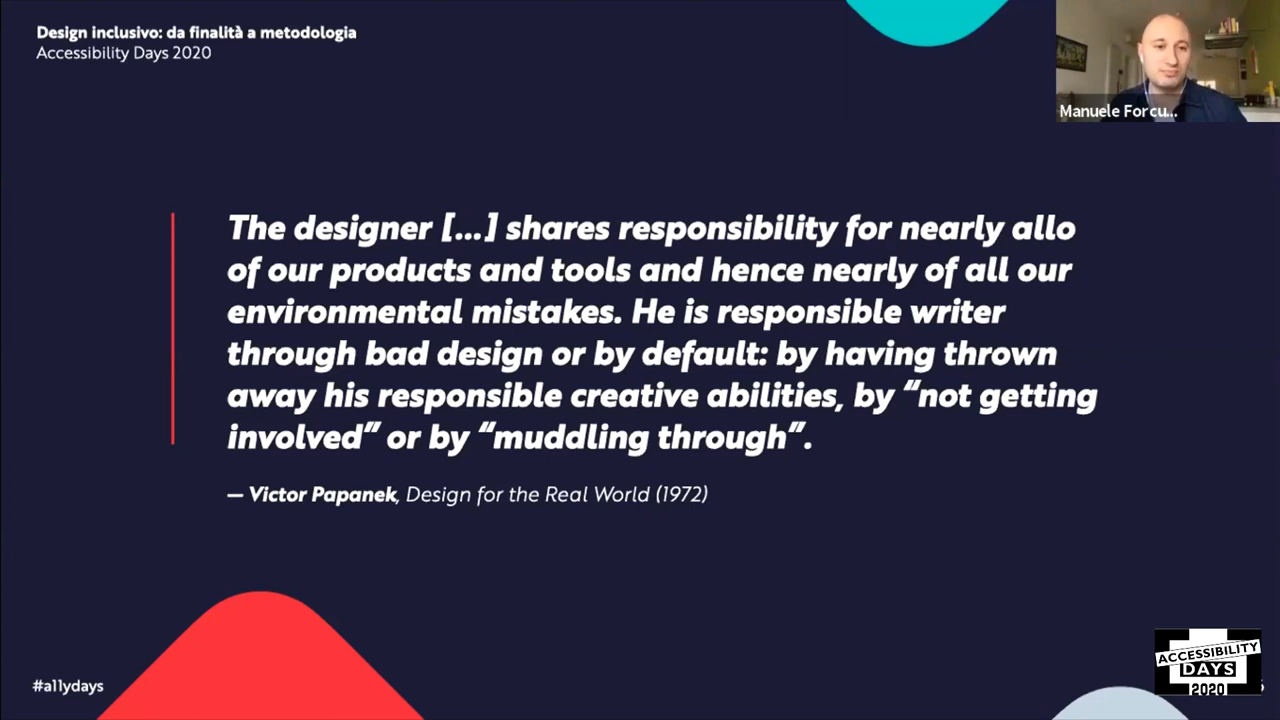 Design inclusivo: da finalità a metodologia
Accessibility Days 2020
Manuele Forcu...
The designer [...] shares responsibility for nearly allo
of our products and tools and hence nearly of all our
environmental mistakes. He is responsible writer
through bad design or by default: by having thrown
away his responsible creative abilities, by “not getting
involved” or by “muddling through”.
— Victor Papanek, Design for the Real World (1972)
#a11ydays
ACCESSIBILITY
DAYS
2020